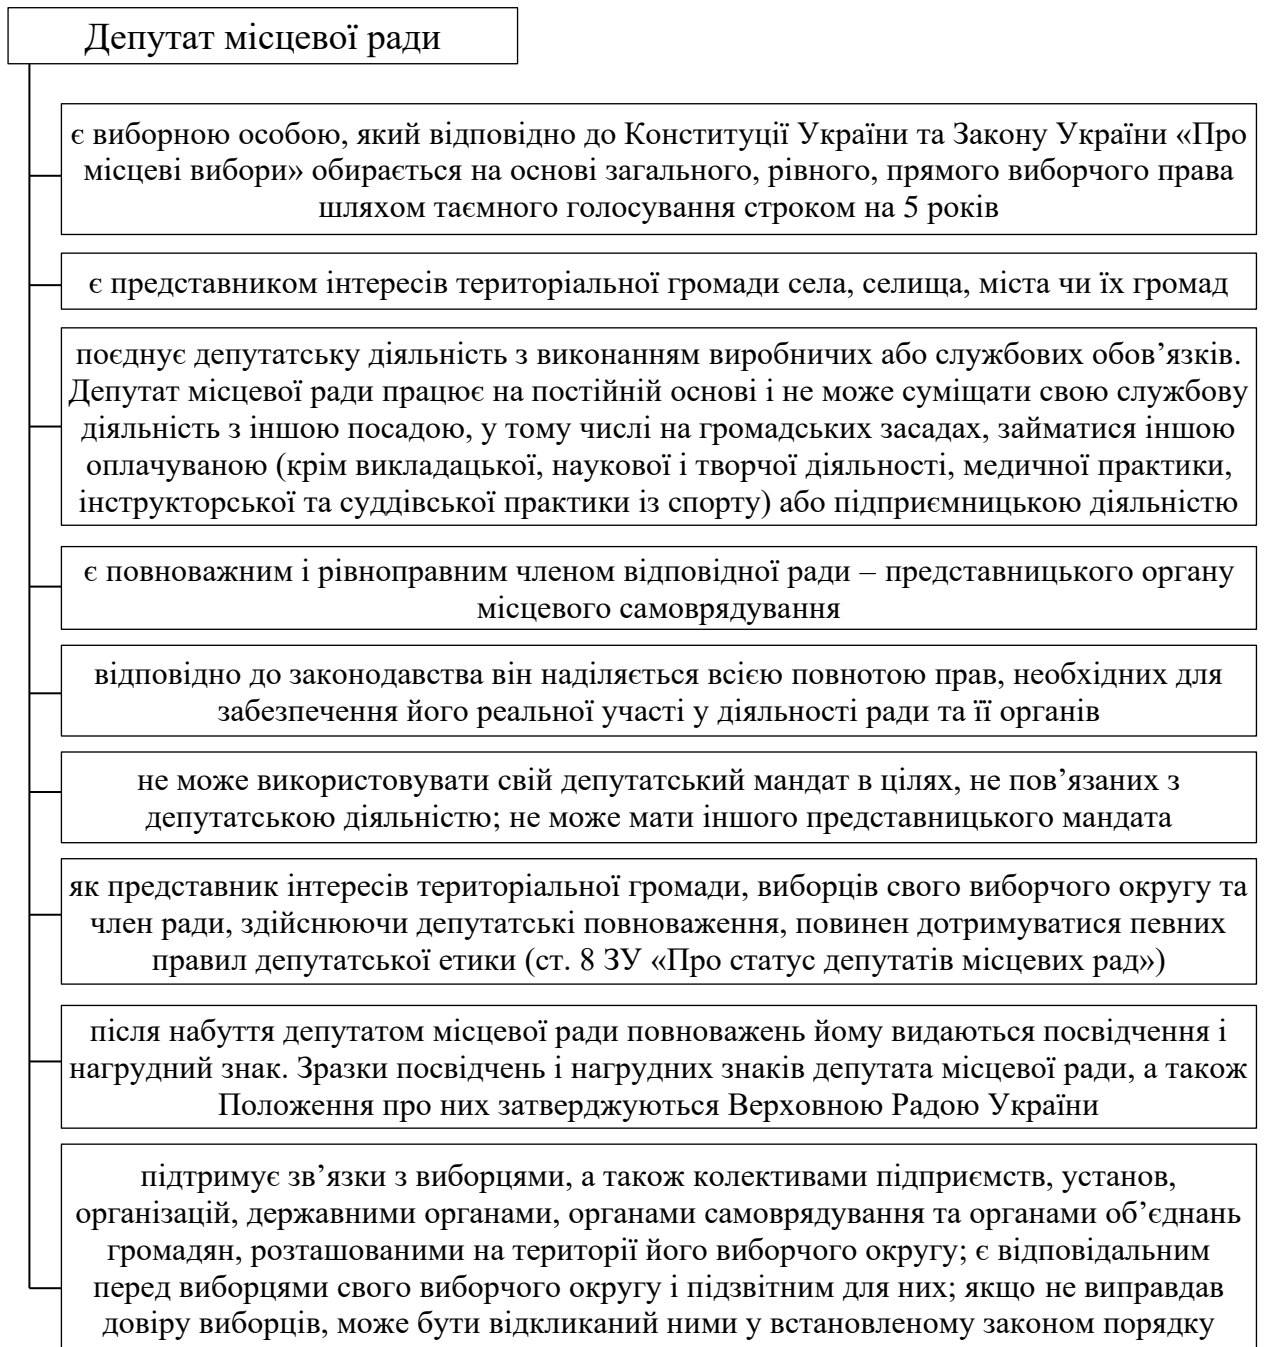 Депутат місцевої ради
є виборною особою, який відповідно до Конституції України та Закону України «Про
місцеві вибори» обирається на основі загального, рівного, прямого виборчого права
шляхом таємного голосування строком на 5 років
є представником інтересів територіальної громади села, селища, міста чи їх громад
поєднує депутатську діяльність з виконанням виробничих або службових обов’язків.
Депутат місцевої ради працює на постійній основі і не може суміщати свою службову
діяльність з іншою посадою, у тому числі на громадських засадах, займатися іншою
оплачуваною (крім викладацької, наукової і творчої діяльності, медичної практики,
інструкторської та суддівської практики із спорту) або підприємницькою діяльністю
є повноважним і рівноправним членом відповідної ради – представницького органу
місцевого самоврядування
відповідно до законодавства він наділяється всією повнотою прав, необхідних для
забезпечення його реальної участі у діяльності ради та її органів
не може використовувати свій депутатський мандат в цілях, не пов’язаних з
депутатською діяльністю; не може мати іншого представницького мандата
як представник інтересів територіальної громади, виборців свого виборчого округу та
член ради, здійснюючи депутатські повноваження, повинен дотримуватися певних
правил депутатської етики (ст. 8 ЗУ «Про статус депутатів місцевих рад»)
після набуття депутатом місцевої ради повноважень йому видаються посвідчення і
нагрудний знак. Зразки посвідчень і нагрудних знаків депутата місцевої ради, а також
Положення про них затверджуються Верховною Радою України
підтримує зв’язки з виборцями, а також колективами підприємств, установ,
організацій, державними органами, органами самоврядування та органами об’єднань
громадян, розташованими на території його виборчого округу; є відповідальним
перед виборцями свого виборчого округу і підзвітним для них; якщо не виправдав
довіру виборців, може бути відкликаний ними у встановленому законом порядку